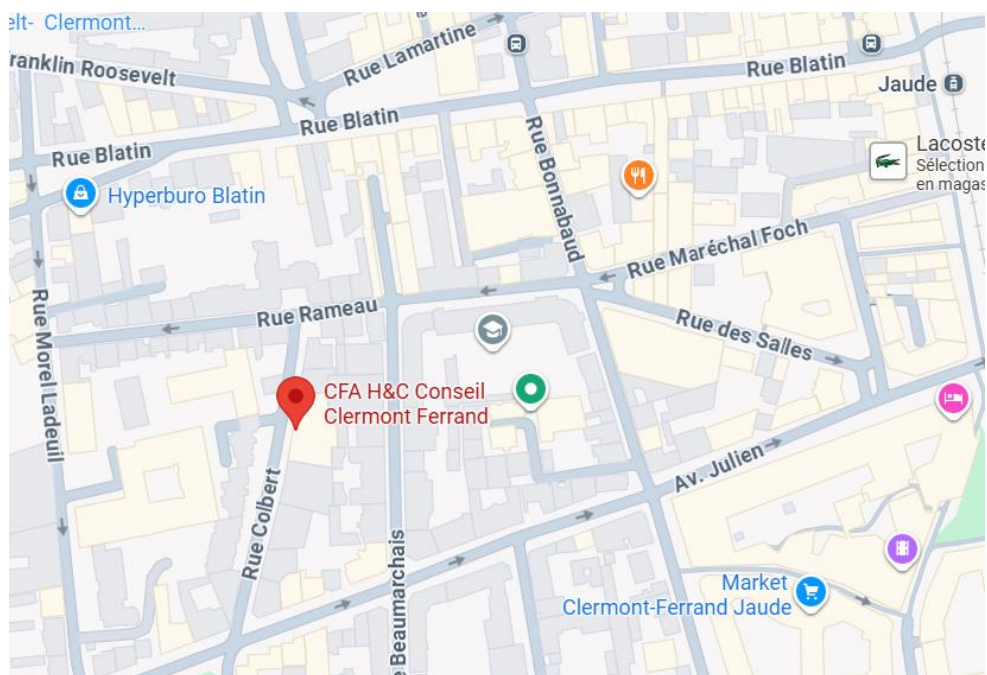 elt- Clermont...
ranklin Roosevelt
Rue Lamartine
Rue Blatin
Jaude
Rue Blatin
Rue Blatin
Rue Bonnabaud
Lacoste
Sélection
en magas
Hyperburo Blatin
Rue Maréchal Foch
Rue Rameau
Rue des Salles
Rue Morel Ladeuil
CFA H&C Conseil
Clermont Ferrand
Av. Julien
Rue Colbert
e Beaumarchais
Market
Clermont-Ferrand Jaude